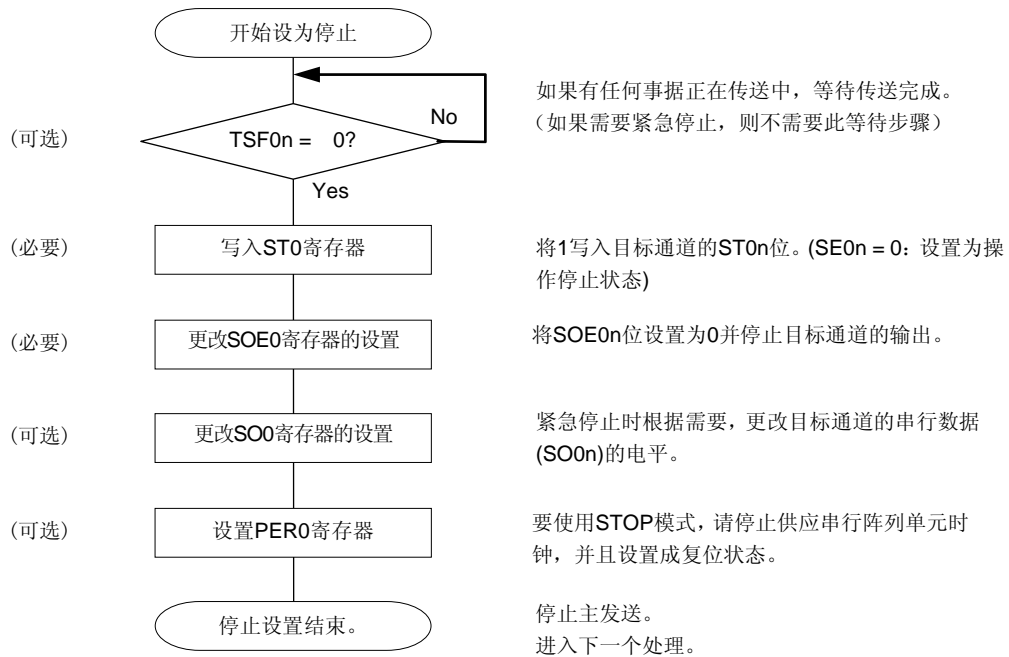 开始设为停止
如果有任何事据正在传送中，等待传送完成。
（如果需要紧急停止，则不需要此等待步骤）
No
(可选)
TSF0n = 0?
Yes
(必要)
写入ST0寄存器
将1写入目标通道的ST0n位。(SE0n = 0：设置为操
作停止状态)
(必要)
更改SOE0寄存器的设置
将SOE0n位设置为0并停止目标通道的输出。
(可选)
更改SO0寄存器的设置
紧急停止时根据需要，更改目标通道的串行数据
(SO0n)的电平。
(可选)
设置PER0寄存器
要使用STOP模式，请停止供应串行阵列单元时
钟，并且设置成复位状态。
停止设置结束。
停止主发送。
进入下一个处理。